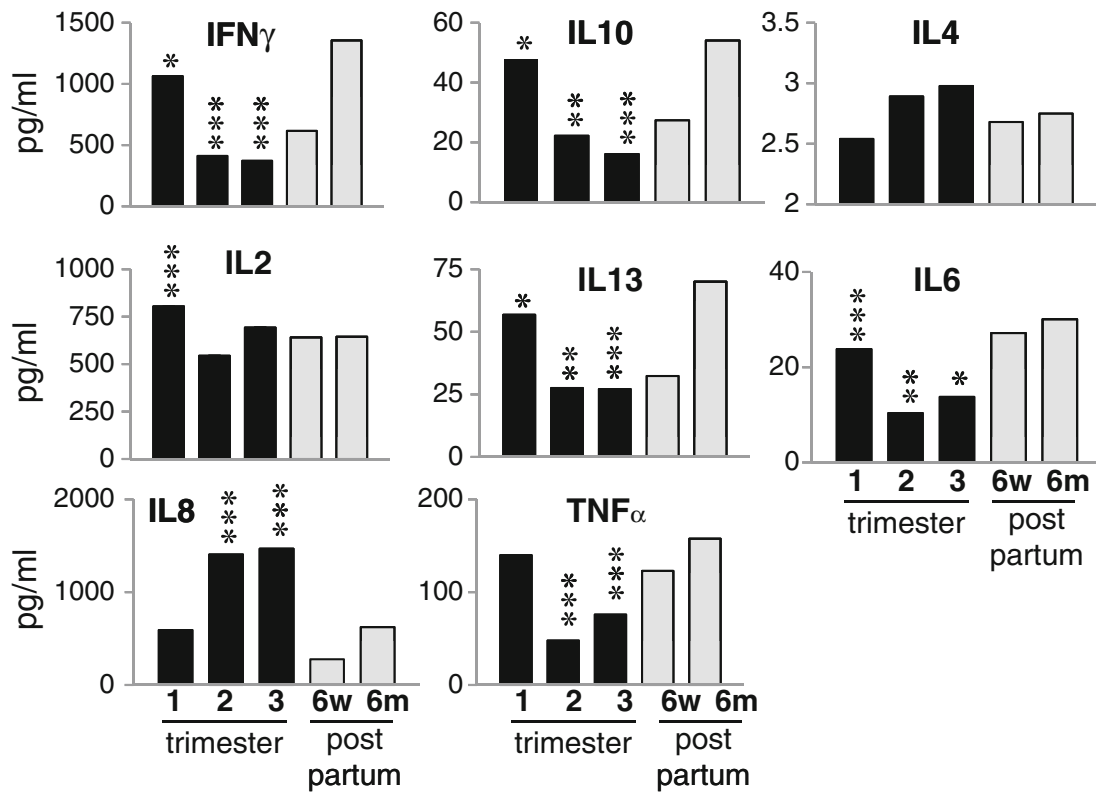 IFNγ
pg/ml
1500
1000
500
0
*
***
***
IL10
60
40
20
0
*
**
***
IL4
3.5
3
2.5
2
IL2
pg/ml
1000
750
500
250
0
***
IL13
75
50
25
0
*
**
***
IL6
40
20
0
***
**
*
1 2 3 6w 6m
trimester post
partum
IL8
pg/ml
2000
1000
0
***
***
1 2 3 6w 6m
trimester post
partum
TNFα
200
100
0
***
***
1 2 3 6w 6m
trimester post
partum